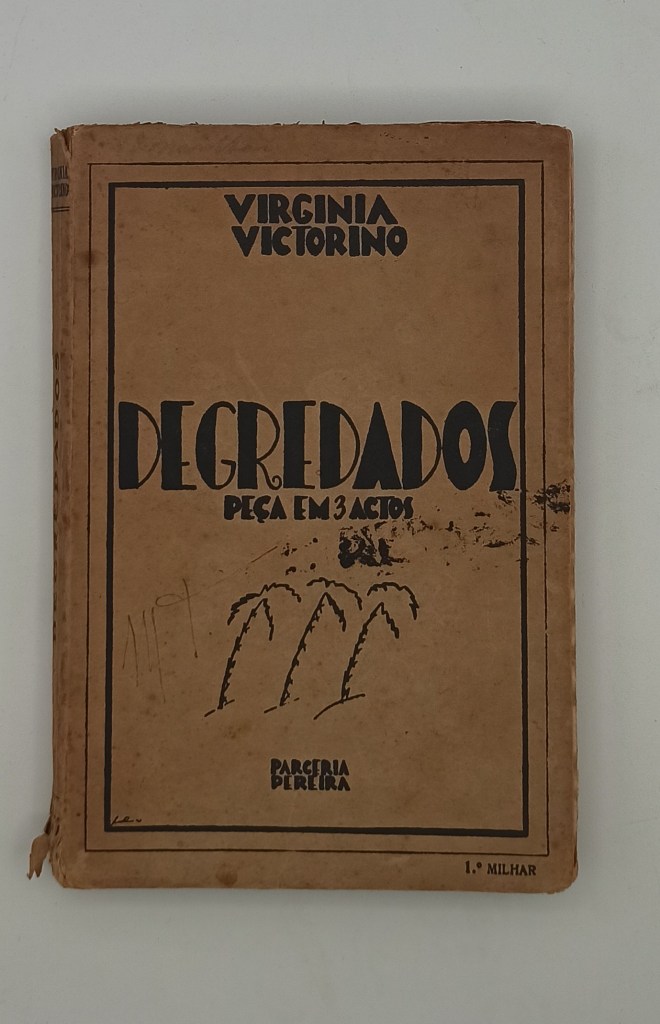 VIRGINIA
VICTORINO
DEGREDADOS
PEÇA EM 3 ACTOS
PARCERIA
PEREIRA
1.º MILHAR